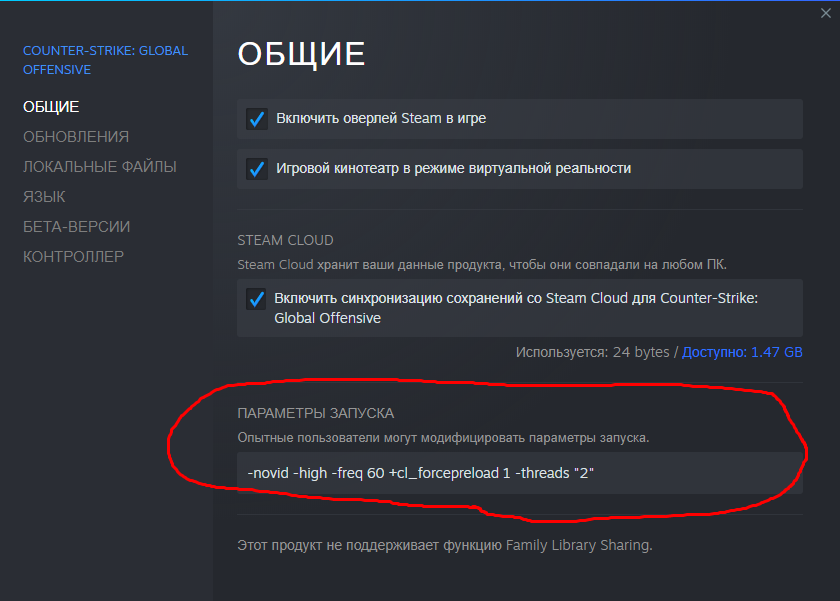 COUNTER-STRIKE: GLOBAL
OFFENSIVE
ОБЩИЕ
ОБНОВЛЕНИЯ
ЛОКАЛЬНЫЕ ФАЙЛЫ
ЯЗЫК
БЕТА-ВЕРСИИ
КОНТРОЛЛЕР
ОБЩИЕ
Включить оверлей Steam в игре
Игровой кинотеатр в режиме виртуальной реальности
STEAM CLOUD
Steam Cloud хранит ваши данные продукта, чтобы они совпадали на любом ПК.
Включить синхронизацию сохранений со Steam Cloud для Counter-Strike:
Global Offensive
Используется: 24 bytes / Доступно: 1.47 GB
ПАРАМЕТРЫ ЗАПУСКА
Опытные пользователи могут модифицировать параметры запуска.
-novid -high -freq 60 +cl_forcepreload 1 -threads "2"
Этот продукт не поддерживает функцию Family Library Sharing.